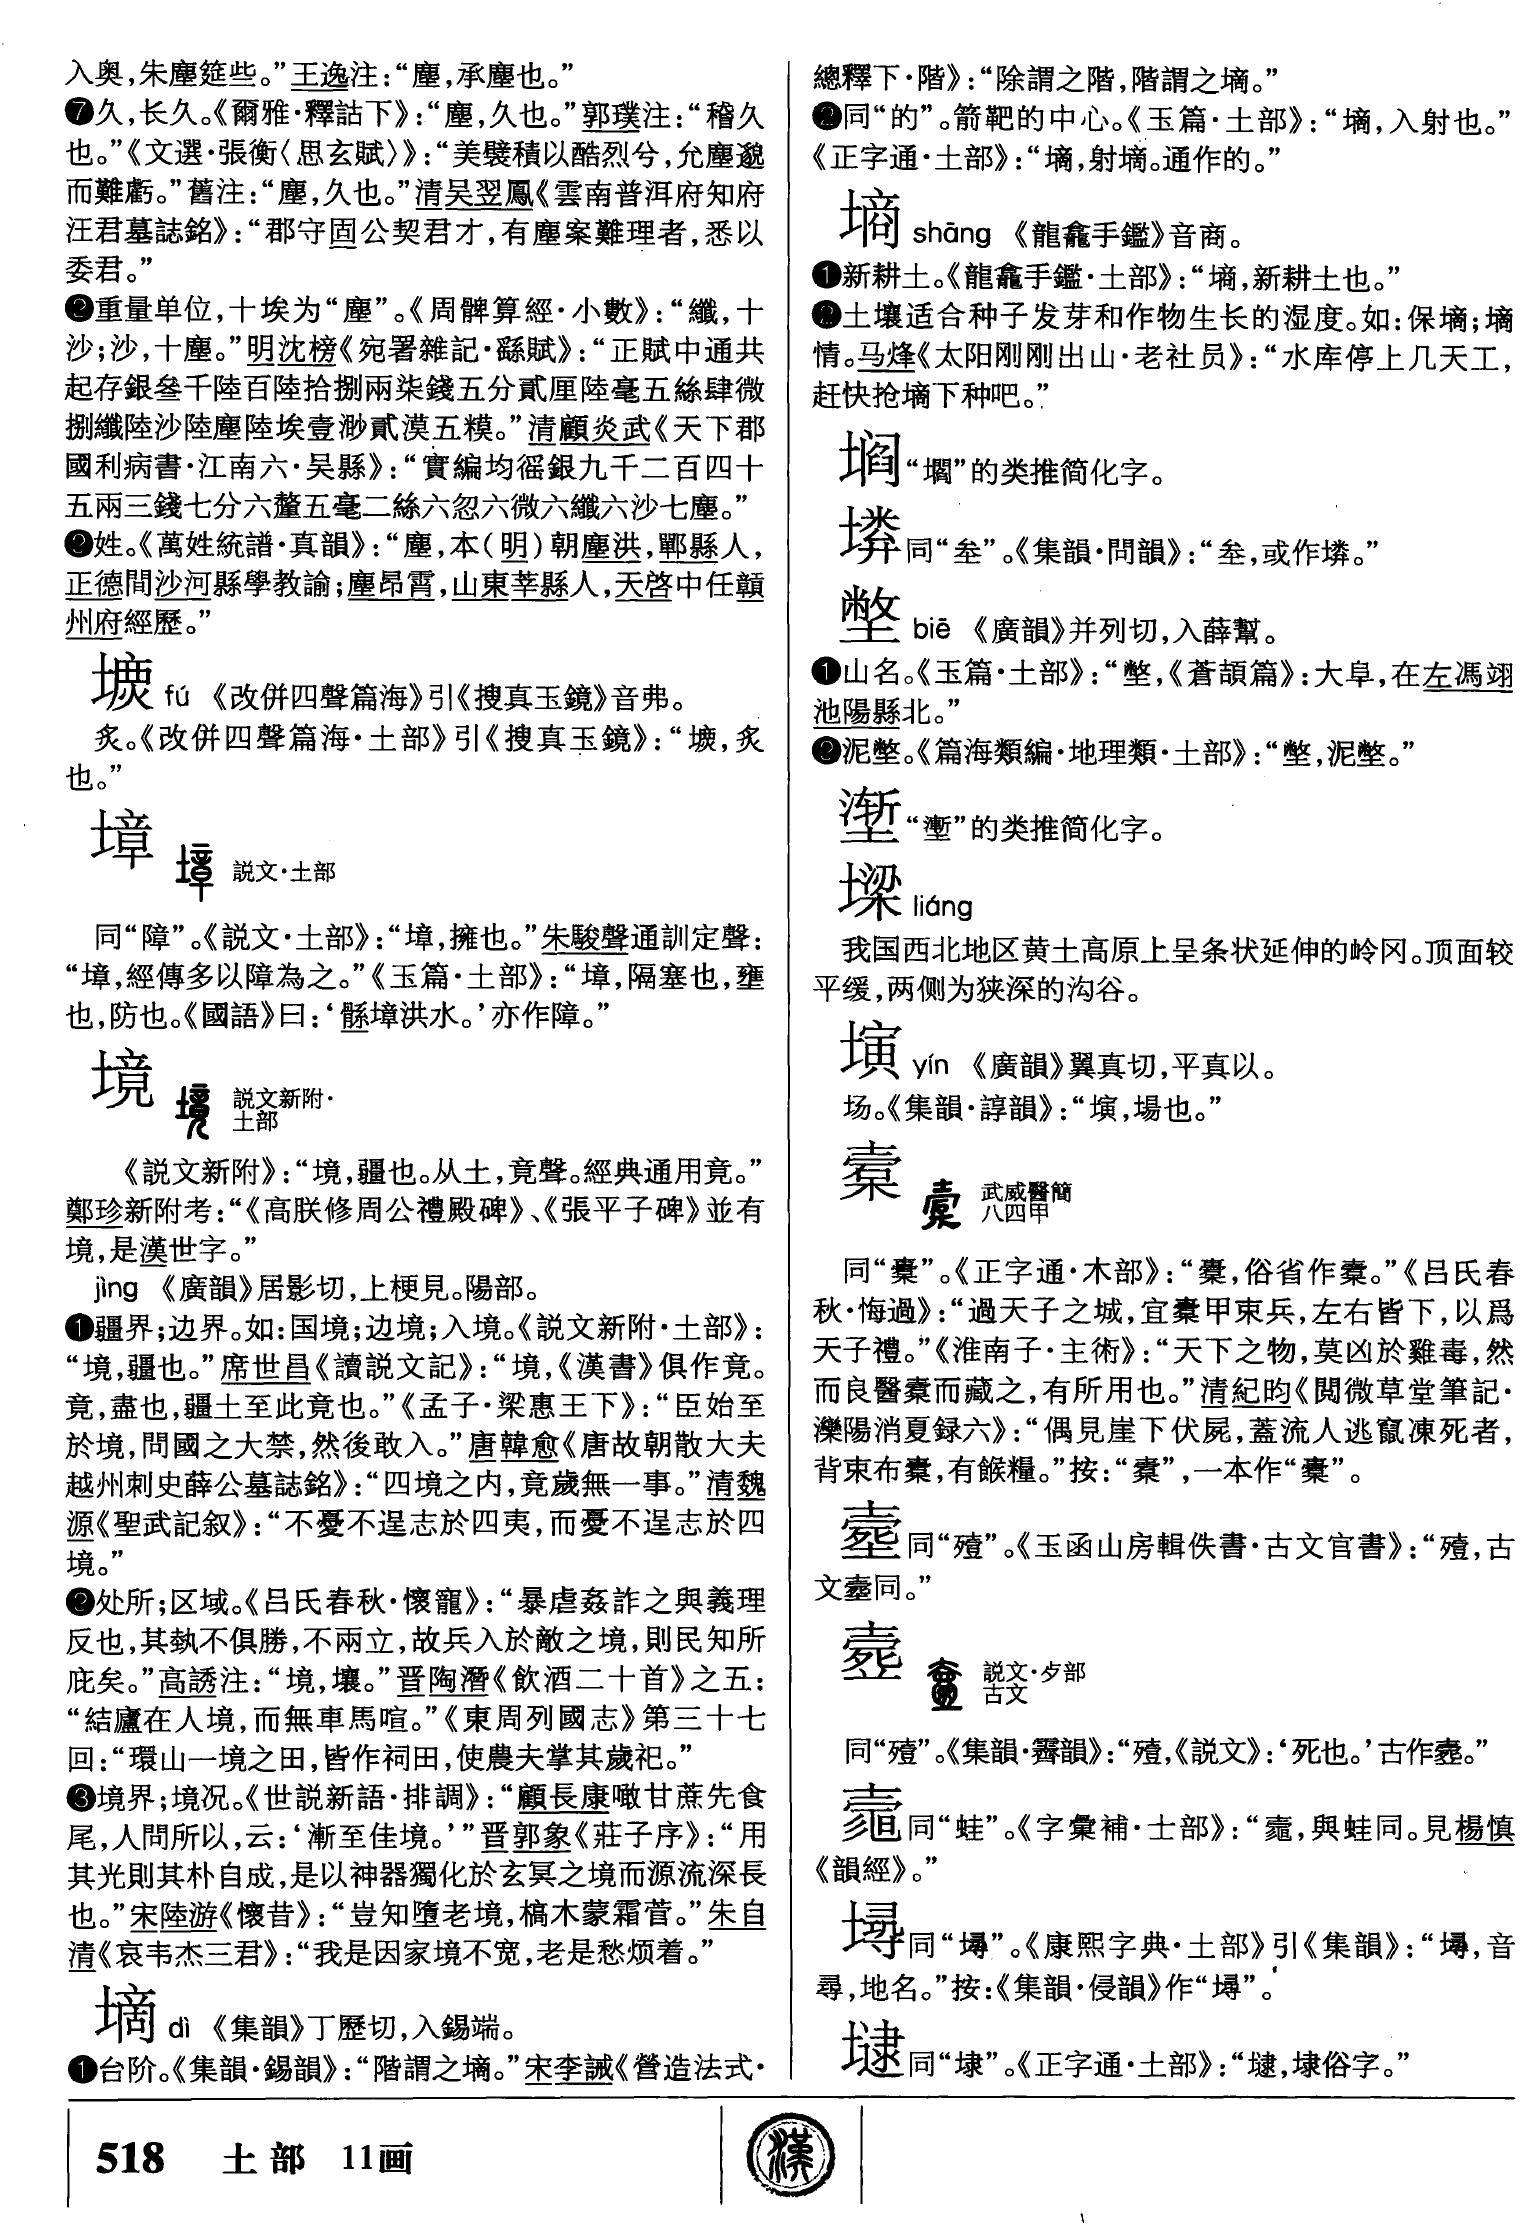 入奥，朱塵筵些。”王逸注：“塵，承塵也。”
❼久，长久。《爾雅·釋詁下》：“塵，久也。”郭璞注：“稽久
也。”《文選·張衡〈思玄賦〉》：“美襞積以酷烈兮，允塵邈
而難虧。”舊注：“塵，久也。”清吴翌鳳《雲南普洱府知府
汪君墓誌銘》：“郡守固公契君才，有塵案難理者，悉以
委君。”
❷重量单位，十埃为“塵”。《周髀算經·小數》：“纖，十
沙；沙，十塵。”明沈榜《宛署雜記·繇賦》：“正賦中通共
起存銀叁千陸百陸拾捌兩柒錢五分貳厘陸毫五絲肆微
捌纖陸沙陸塵陸埃壹渺貳漠五糢。”清顧炎武《天下郡
國利病書·江南六·吴縣》：“實編均徭銀九千二百四十
五兩三錢七分六釐五毫二絲六忽六微六纖六沙七塵。”
❷姓。《萬姓統譜·真韻》：“塵，本（明）朝塵洪，鄲縣人，
正德間沙河縣學教諭；塵昂霄，山東莘縣人，天啓中任贛
州府經歷。”
fú 《改併四聲篇海》引《搜真玉鏡》音弗。
炙。《改併四聲篇海·土部》引《搜真玉鏡》：“，炙
也。”
墇 説文·土部
同“障”。《説文·土部》：“墇，擁也。”朱駿聲通訓定聲：
“墇，經傳多以障為之。”《玉篇·土部》：“墇，隔塞也，壅
也，防也。《國語》曰：‘鯀墇洪水。’亦作障。”
境 説文新附·
土部
《説文新附》：“境，疆也。从土，竟聲。經典通用竟。”
鄭珍新附考：“《高朕修周公禮殿碑》、《張平子碑》並有
境，是漢世字。”
jìng 《廣韻》居影切，上梗見。陽部。
❶疆界；边界。如：国境；边境；入境。《説文新附·土部》：
“境，疆也。”席世昌《讀説文記》：“境，《漢書》俱作竟。
竟，盡也，疆土至此竟也。”《孟子·梁惠王下》：“臣始至
於境，問國之大禁，然後敢入。”唐韓愈《唐故朝散大夫
越州刺史薛公墓誌銘》：“四境之内，竟歲無一事。”清魏
源《聖武記叙》：“不憂不逞志於四夷，而憂不逞志於四
境。”
❷处所；区域。《吕氏春秋·懷寵》：“暴虐姦詐之與義理
反也，其埶不俱勝，不兩立，故兵入於敵之境，則民知所
庇矣。”高誘注：“境，壤。”晋陶潛《飲酒二十首》之五：
“結廬在人境，而無車馬喧。”《東周列國志》第三十七
回：“環山一境之田，皆作祠田，使農夫掌其歲祀。”
❸境界；境况。《世説新語·排調》：“顧長康噉甘蔗先食
尾，人問所以，云：‘漸至佳境。’”晋郭象《莊子序》：“用
其光則其朴自成，是以神器獨化於玄冥之境而源流深長
也。”宋陸游《懷昔》：“豈知墮老境，槁木蒙霜菅。”朱自
清《哀韦杰三君》：“我是因家境不宽，老是愁烦着。”
墑 dì 《集韻》丁歷切，入錫端。
❶台阶。《集韻·錫韻》：“階謂之墑。”宋李誡《營造法式·
總釋下·階》：“除謂之階，階謂之墑。”
❷同“的”。箭靶的中心。《玉篇·土部》：“墑，入射也。”
《正字通·土部》：“墑，射墑。通作的。”
墒 shāng 《龍龕手鑑》音商。
❶新耕土。《龍龕手鑑·土部》：“墒，新耕土也。”
❷土壤适合种子发芽和作物生长的湿度。如：保墒；墒
情。马烽《太阳刚刚出山·老社员》：“水库停上几天工，
赶快抢墒下种吧。”
“壛”的类推简化字。
同“坌”。《集韻·問韻》：“坌，或作。”
biē 《廣韻》并列切，入薛幫。
❶山名。《玉篇·土部》：“，《蒼頡篇》：大阜，在左馮翊
池陽縣北。”
❷泥。《篇海類編·地理類·土部》：“，泥。”
“壍”的类推简化字。
墚 liáng
我国西北地区黄土高原上呈条状延伸的岭冈。顶面较
平缓，两侧为狭深的沟谷。
yín 《廣韻》翼真切，平真以。
场。《集韻·諄韻》：“，場也。”
武威醫簡
八四甲
同“櫜”。《正字通·木部》：“櫜，俗省作。”《吕氏春
秋·悔過》：“過天子之城，宜橐甲束兵，左右皆下，以爲
天子禮。”《淮南子·主術》：“天下之物，莫凶於雞毒，然
而良醫橐而藏之，有所用也。”清紀昀《閲微草堂筆記·
灤陽消夏録六》：“偶見崖下伏屍，蓋流人逃竄凍死者，
背束布橐，有餱糧。”按：“”，一本作“橐”。
同“殪”。《玉函山房輯佚書·古文官書》：“殪，古
文同。”
説文·歺部
古文
同“殪”。《集韻·霽韻》：“殪，《説文》：‘死也。’古作。”
同“蛙”。《字彙補·士部》：“，與蛙同。見楊慎
《韻經》。”
同“”。《康熙字典·土部》引《集韻》：“，音
尋，地名。”按：《集韻·侵韻》作“”。
同“埭”。《正字通·土部》：“，埭俗字。”
518 土部 11画
漢